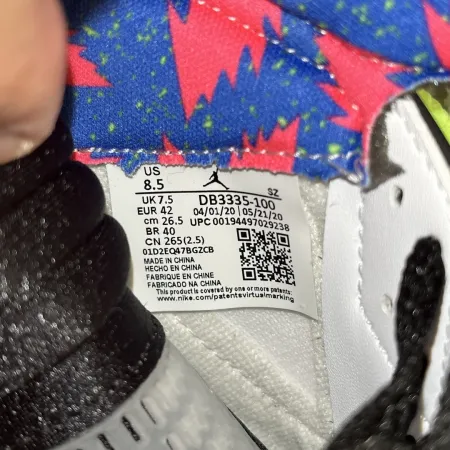 US
8.5
SZ
UK 7.5 DB3335-100
EUR 42 04/01/20 05/21/20
cm 26.5 UPC 00194497029238
BR 40
CN 265(2.5)
01D2EQ47BGZCB
MADE IN CHINA
HECHO EN CHINA
FABRIQUE EN CHINE
FABRICADO NA CHINA
This product is covered by one or more patents:
www.nike.com/patentsvirtualmarking